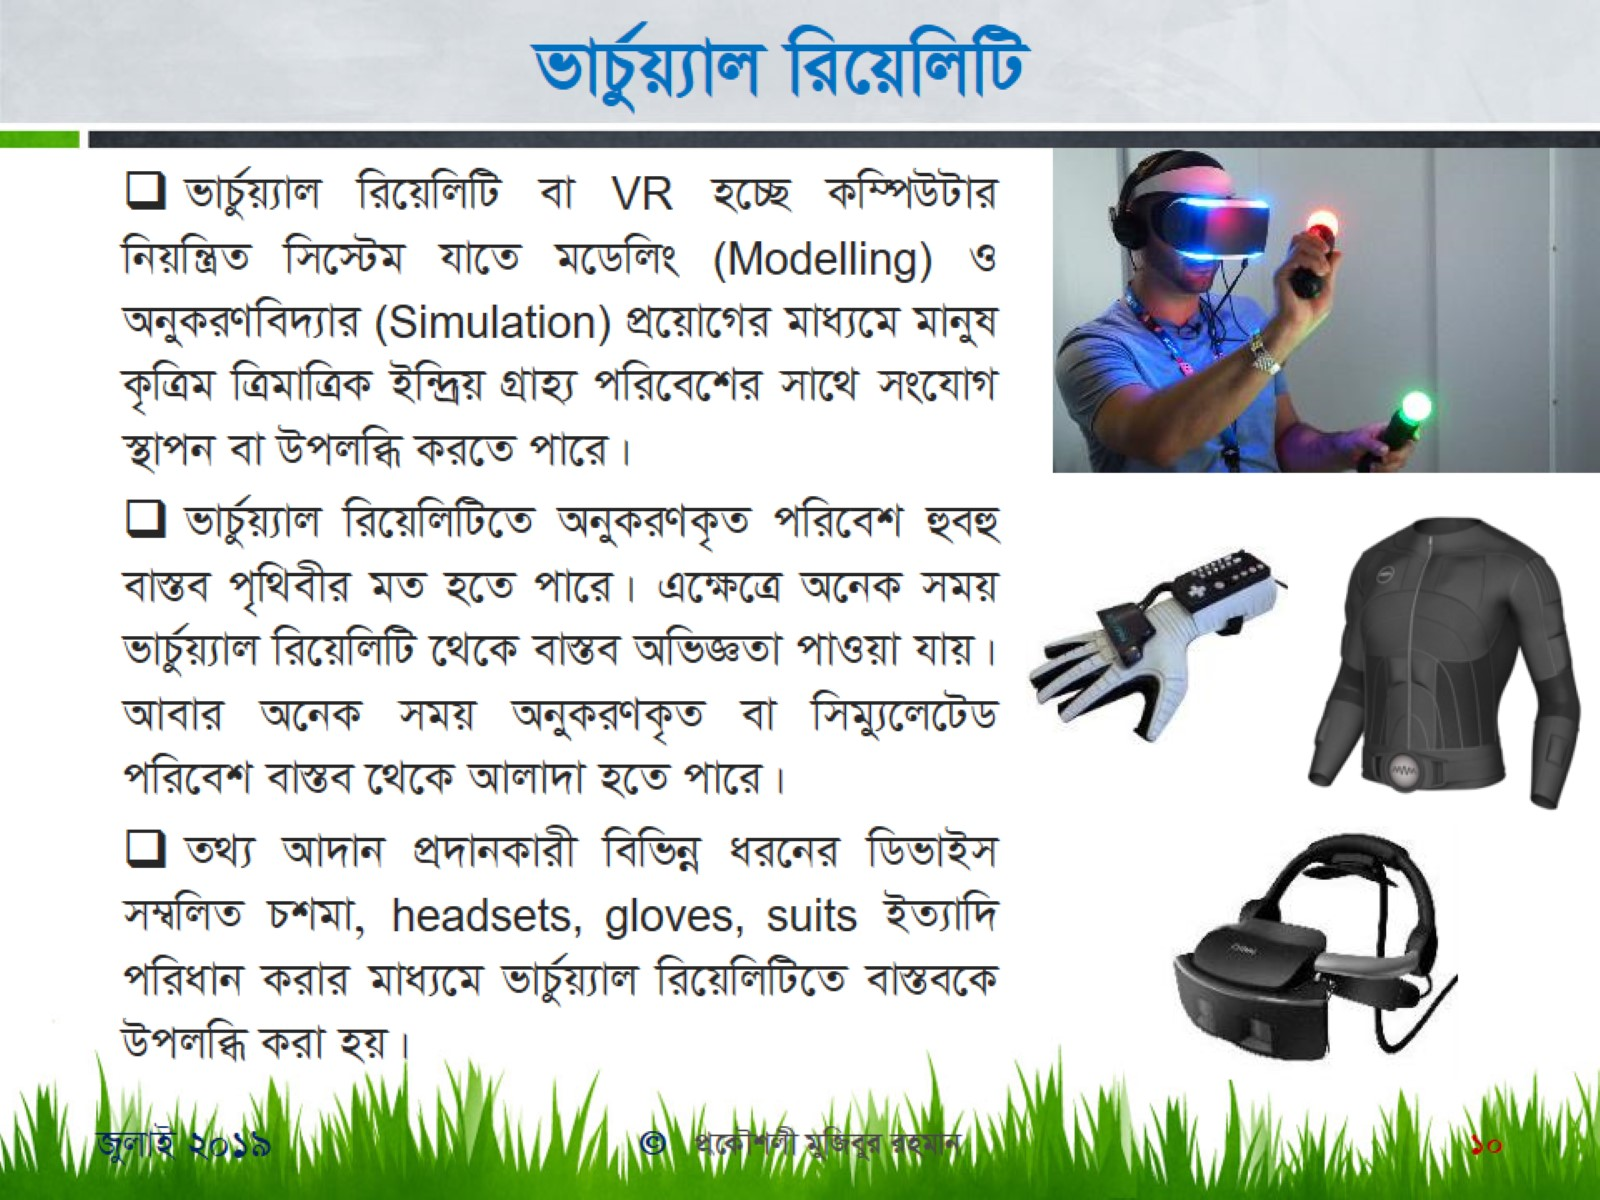 ভার্চুয়্যাল রিয়েলিটি
❑ ভার্চুয়্যাল রিয়েলিটি বা VR হচ্ছে কম্পিউটার
নিয়ন্ত্রিত সিস্টেম যাতে মডেলিং (Modelling) ও
অনুকরণবিদ্যার (Simulation) প্রয়োগের মাধ্যমে মানুষ
কৃত্রিম ত্রিমাত্রিক ইন্দ্রিয় গ্রাহ্য পরিবেশের সাথে সংযোগ
স্থাপন বা উপলব্ধি করতে পারে।
❑ ভার্চুয়্যাল রিয়েলিটিতে অনুকরণকৃত পরিবেশ হুবহু
বাস্তব পৃথিবীর মত হতে পারে। এক্ষেত্রে অনেক সময়
ভার্চুয়্যাল রিয়েলিটি থেকে বাস্তব অভিজ্ঞতা পাওয়া যায়।
আবার অনেক সময় অনুকরণকৃত বা সিম্যুলেটেড
পরিবেশ বাস্তব থেকে আলাদা হতে পারে।
❑ তথ্য আদান প্রদানকারী বিভিন্ন ধরনের ডিভাইস
সম্বলিত চশমা, headsets, gloves, suits ইত্যাদি
পরিধান করার মাধ্যমে ভার্চুয়্যাল রিয়েলিটিতে বাস্তবকে
উপলব্ধি করা হয়।
জুলাই ২০১৯
© প্রকৌশলী মুজিবুর রহমান
১০